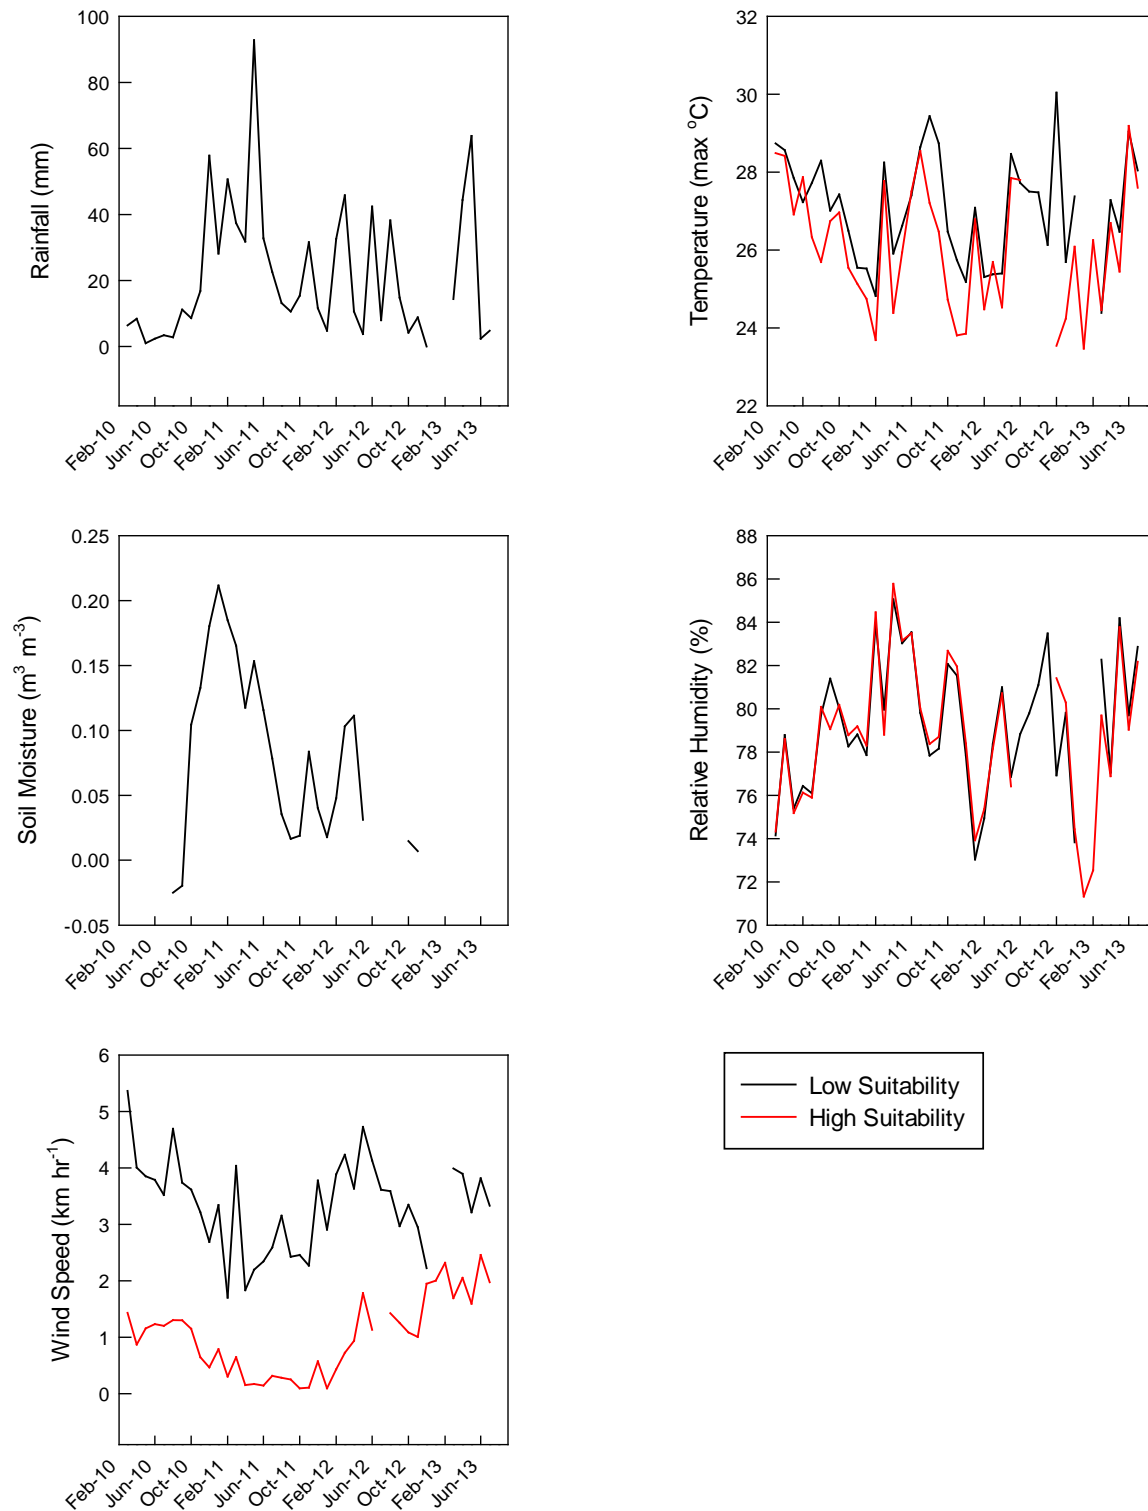 Rainfall (mm)
100
80
60
40
20
0
Feb-10
Jun-10
Oct-10
Feb-11
Jun-11
Oct-11
Feb-12
Jun-12
Oct-12
Feb-13
Jun-13
Temperature (max °C)
32
30
28
26
24
22
Feb-10
Jun-10
Oct-10
Feb-11
Jun-11
Oct-11
Feb-12
Jun-12
Oct-12
Feb-13
Jun-13
Soil Moisture (m³ m⁻³)
0.25
0.20
0.15
0.10
0.05
0.00
-0.05
Feb-10
Jun-10
Oct-10
Feb-11
Jun-11
Oct-11
Feb-12
Jun-12
Oct-12
Feb-13
Jun-13
Relative Humidity (%)
88
86
84
82
80
78
76
74
72
70
Feb-10
Jun-10
Oct-10
Feb-11
Jun-11
Oct-11
Feb-12
Jun-12
Oct-12
Feb-13
Jun-13
Wind Speed (km hr⁻¹)
6
5
4
3
2
1
0
Feb-10
Jun-10
Oct-10
Feb-11
Jun-11
Oct-11
Feb-12
Jun-12
Oct-12
Feb-13
Jun-13
Low Suitability
High Suitability